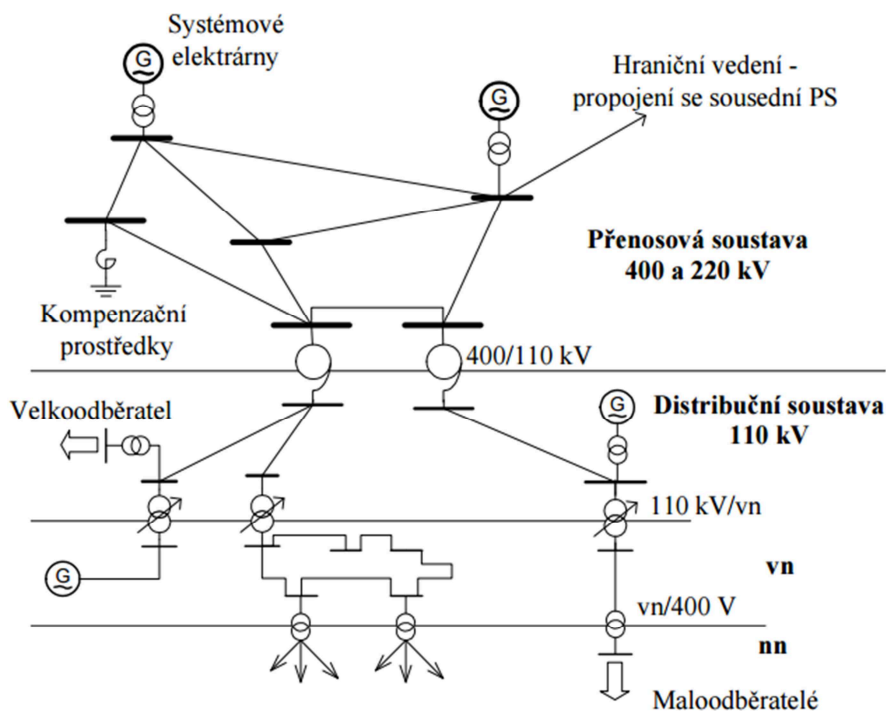 Systémové
elektrárny
G
G
Hraniční vedení -
propojení se sousední PS
Přenosová soustava
400 a 220 kV
Kompenzační
prostředky
400/110 kV
Velkoodběratel
G
Distribuční soustava
110 kV
110 kV/vn
G
vn
vn/400 V
nn
Maloodběratelé